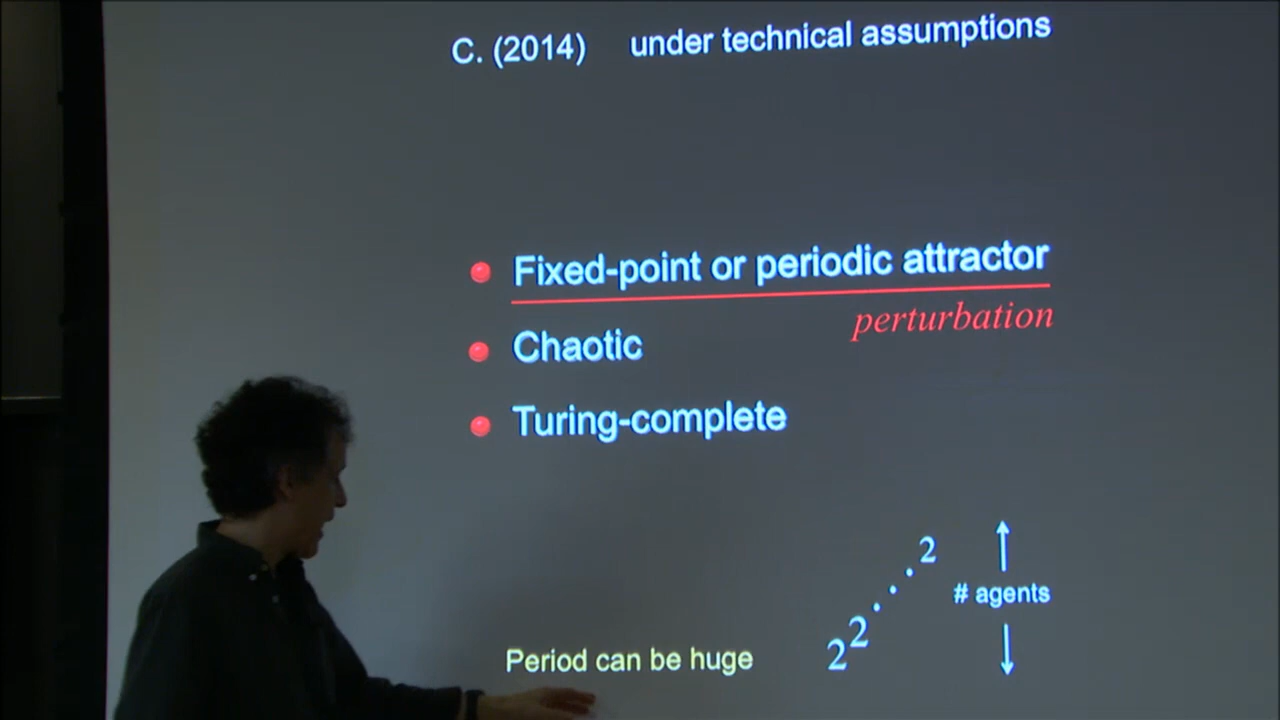 C. (2014) under technical assumptions
Fixed-point or periodic attractor
perturbation
Chaotic
Turing-complete
2
# agents
2
2
Period can be huge